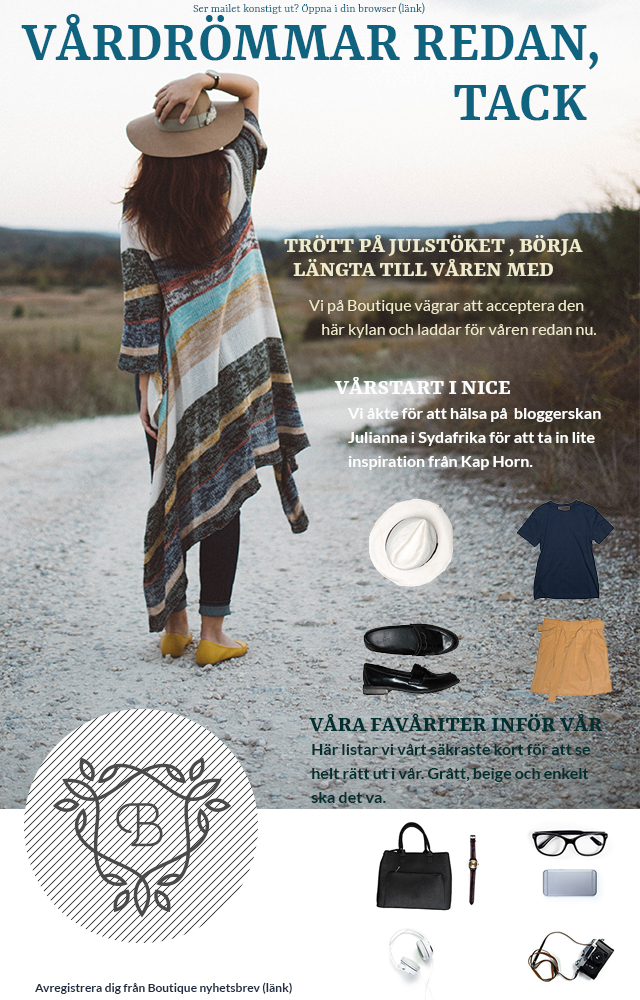 Ser mailet konstigt ut? Öppna i din browser (länk)
VÅRDRÖMMAR REDAN,
TACK
TRÖTT PÅ JULSTÖKET , BÖRJA
LÄNGTA TILL VÅREN MED
Vi på Boutique vägrar att acceptera den
här kylan och laddar för våren redan nu.
VÅRSTART I NICE
Vi åkte för att hälsa på bloggerskan
Julianna i Sydafrika för att ta in lite
inspiration från Kap Horn.
VÅRA FAVÅRITER INFÖR VÅR
Här listar vi vårt säkraste kort för att se
helt rätt ut i vår. Grått, beige och enkelt
ska det va.
B
Avregistrera dig från Boutique nyhetsbrev (länk)